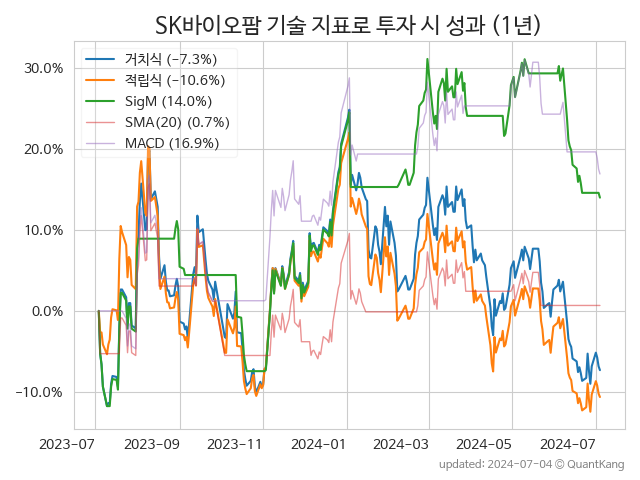 SK바이오팜 기술 지표로 투자 시 성과 (1년)
거치식 (−7.3%)
적립식 (−10.6%)
SigM (14.0%)
SMA(20) (0.7%)
MACD (16.9%)
30.0%
20.0%
10.0%
0.0%
−10.0%
2023-07 2023-09 2023-11 2024-01 2024-03 2024-05 2024-07
updated: 2024-07-04 © QuantKang